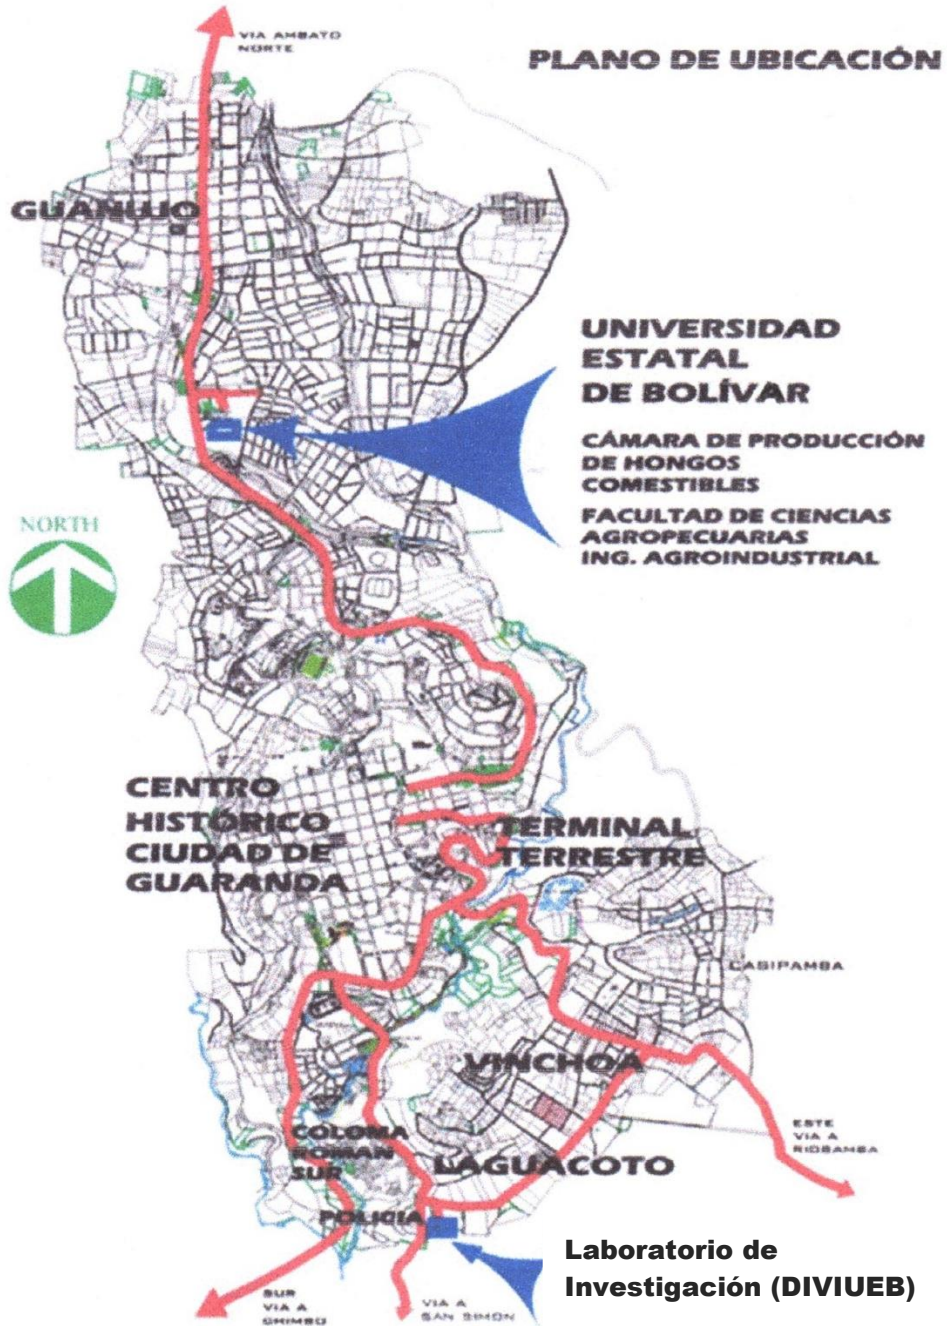 VIA AMBATO
NORTE
PLANO DE UBICACIÓN
GUANUJO
UNIVERSIDAD
ESTATAL
DE BOLÍVAR
CÁMARA DE PRODUCCIÓN
DE HONGOS
COMESTIBLES
FACULTAD DE CIENCIAS
AGROPECUARIAS
ING. AGROINDUSTRIAL
NORTH
CENTRO
HISTÓRICO
CIUDAD DE
GUARANDA
TERMINAL
TERRESTRE
CASIPAMBA
VINCHOA
ESTE
VIA A
RIOBAMBA
COLOMA
ROMAN
SUR
LAGUACOTO
POLICIA
Laboratorio de
Investigación (DIVIUEB)
SUR
VIA A
CHIMBO
VIA A
SAN SIMON